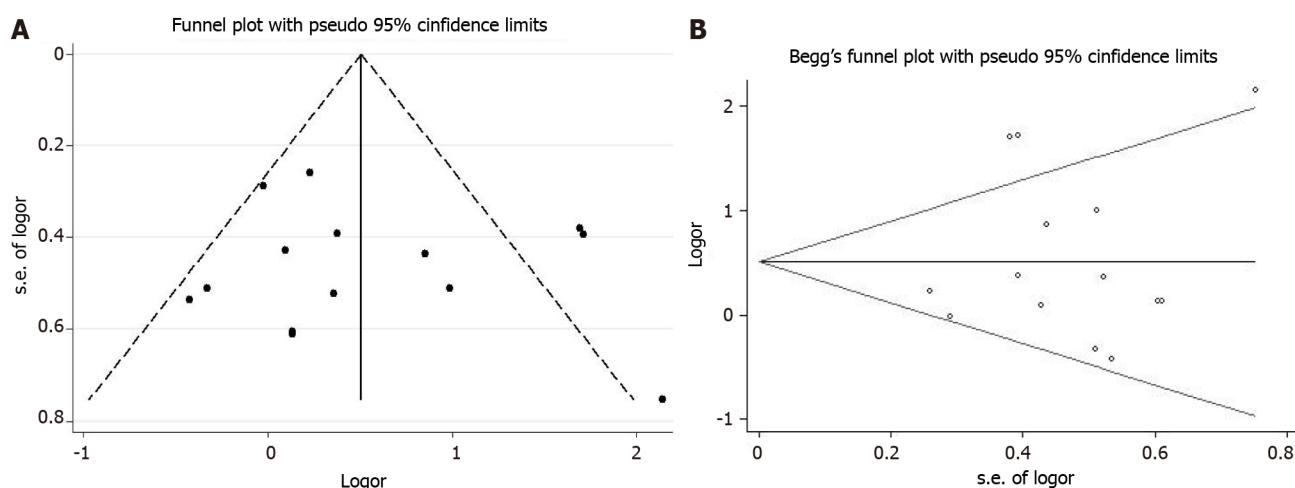 A
Funnel plot with pseudo 95% cinfidence limits
0
0.2
0.4
0.6
0.8
s.e. of logor
-1
0
1
2
Logor
B
Begg's funnel plot with pseudo 95% cinfidence limits
2
1
0
-1
Logor
0
0.2
0.4
0.6
0.8
s.e. of logor